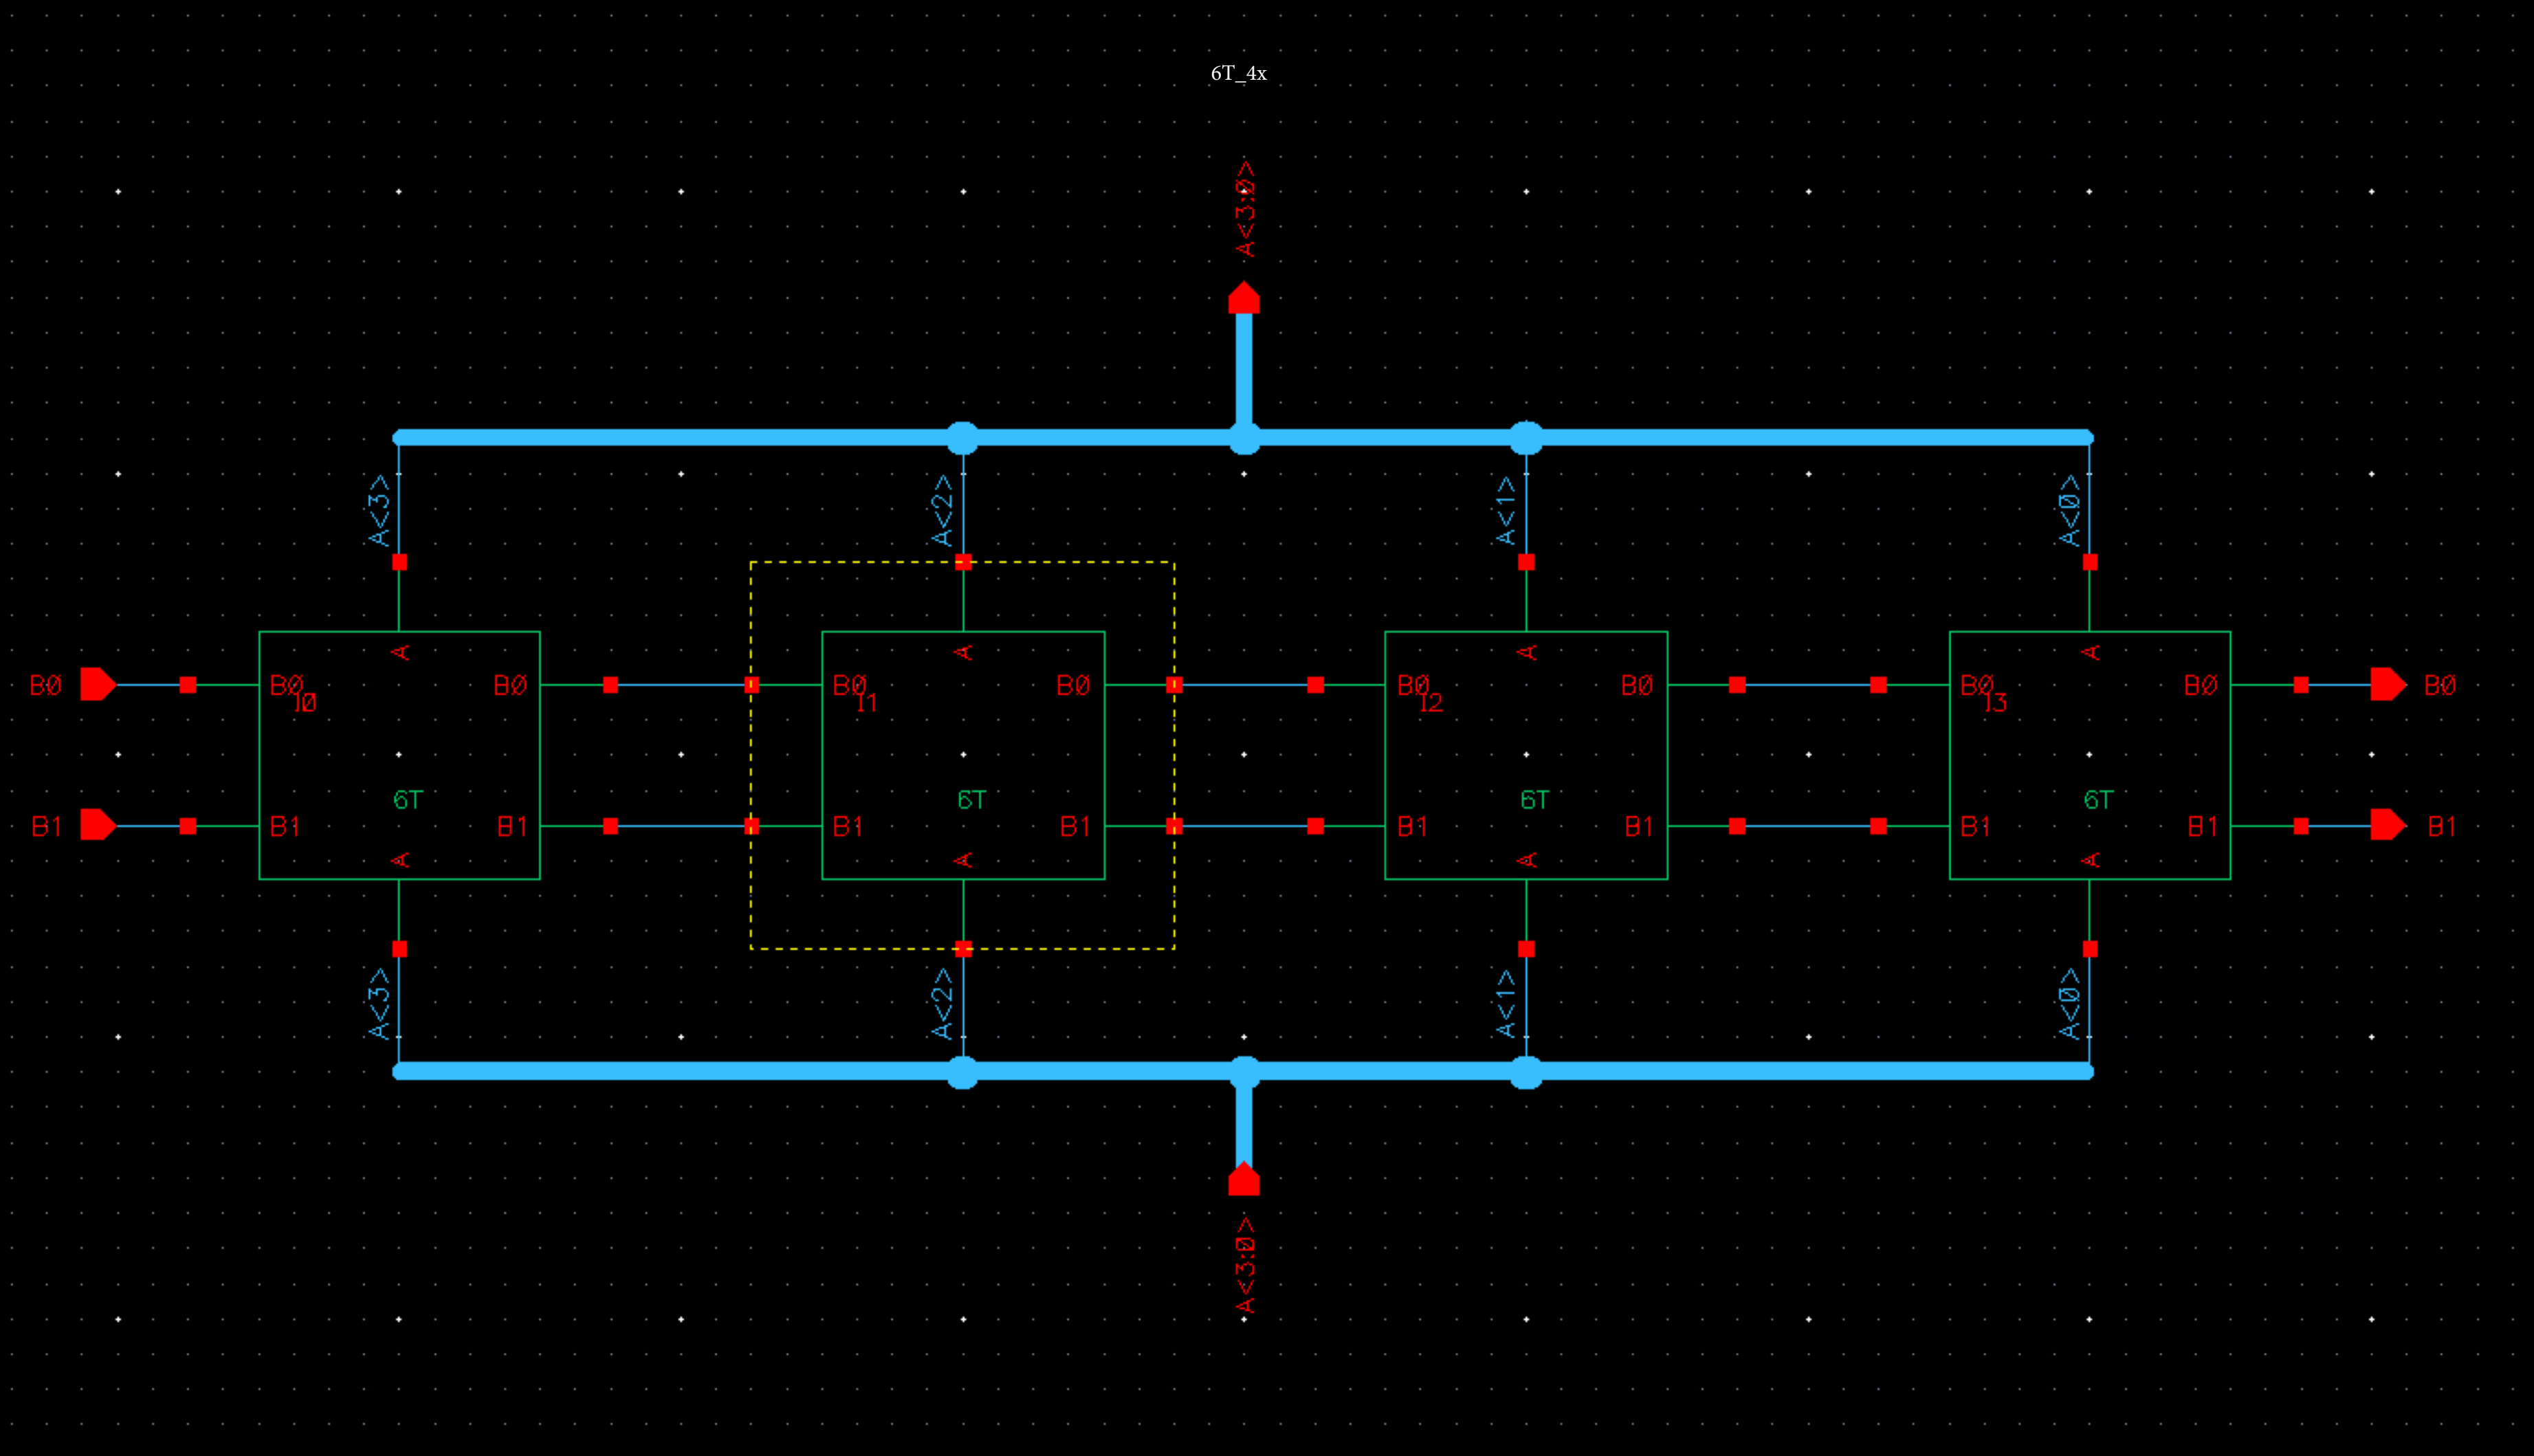 6T_4x
A<3:0>
A<3> A<2> A<1> A<0>
A A A A
B0 B0 B0 B0 B0 B0 B0 B0 B0 B0
I0 I1 I2 I3
6T 6T 6T 6T
B1 B1 B1 B1 B1 B1 B1 B1 B1 B1
A A A A
A<3> A<2> A<1> A<0>
A<3:0>